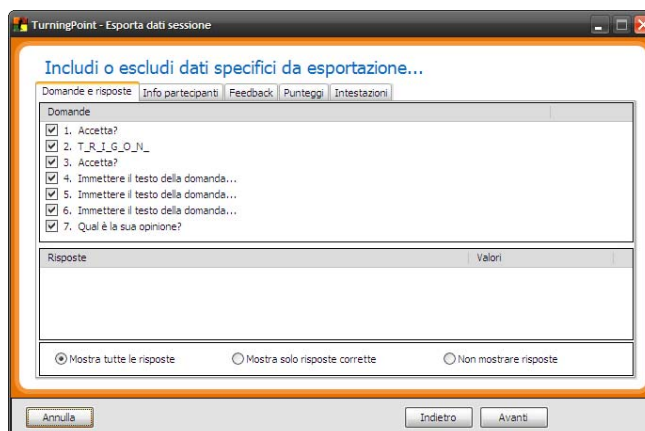 TurningPoint - Esporta dati sessione
Includi o escludi dati specifici da esportazione...
Domande e risposte Info partecipanti Feedback Punteggi Intestazioni
Domande
1. Accetta?
2. T_R_I_G_O_N_
3. Accetta?
4. Immettere il testo della domanda...
5. Immettere il testo della domanda...
6. Immettere il testo della domanda...
7. Qual è la sua opinione?
Risposte Valori
Mostra tutte le risposte Mostra solo risposte corrette Non mostrare risposte
Annulla Indietro Avanti